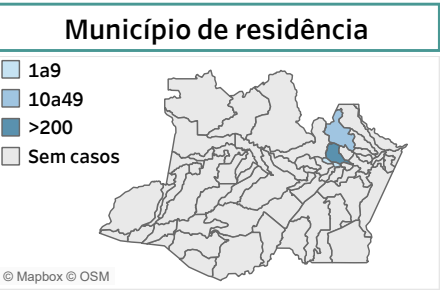 Município de residência
1a9
10a49
>200
Sem casos
© Mapbox © OSM